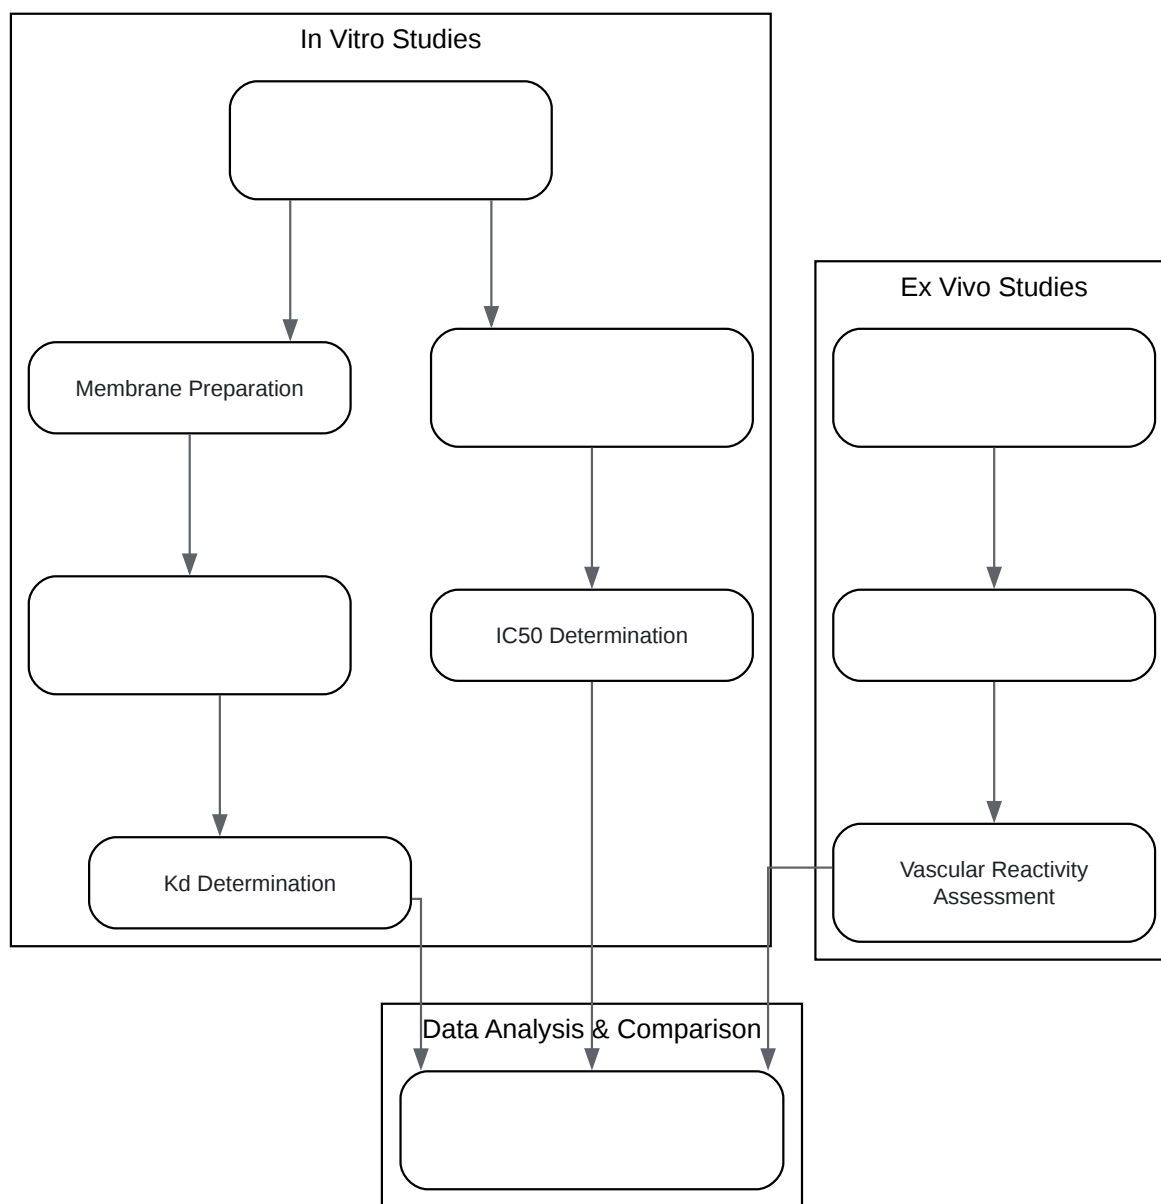 In Vitro Studies
Ex Vivo Studies
Membrane Preparation
IC50 Determination
Kd Determination
Vascular Reactivity
Assessment
Data Analysis & Comparison